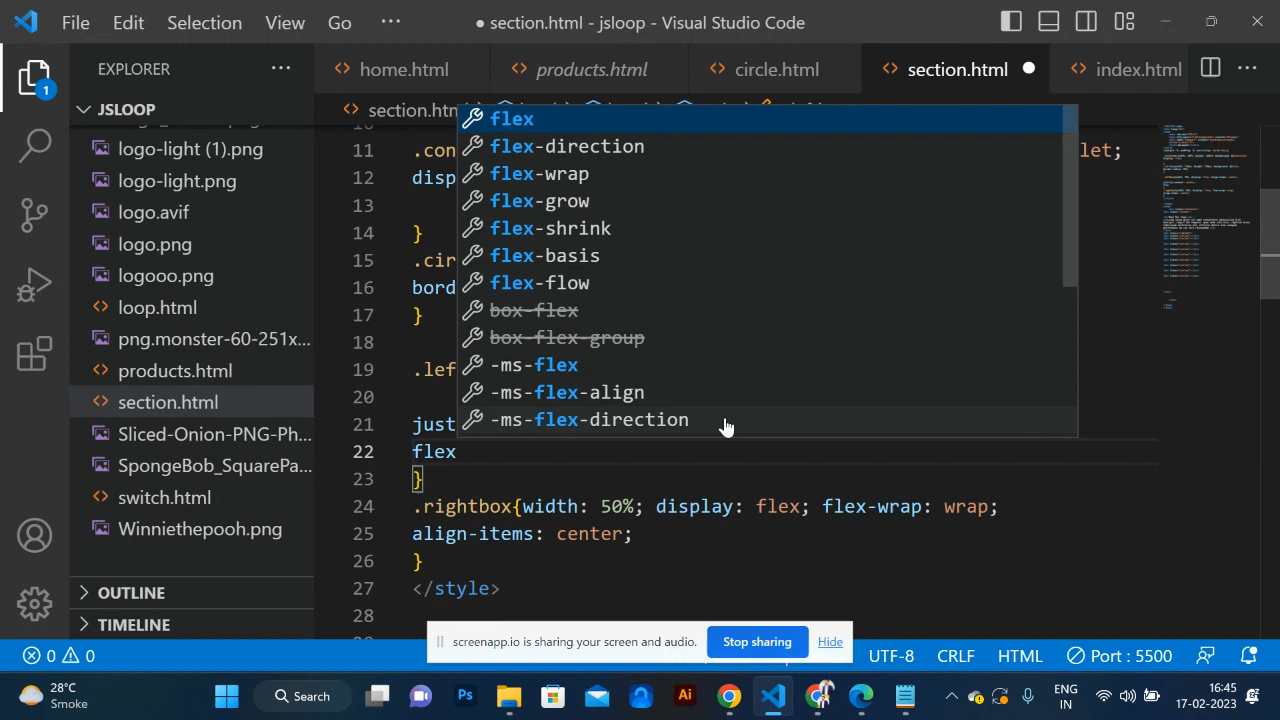 File Edit Selection View Go ··· ● section.html - jsloop - Visual Studio Code
EXPLORER ···
home.html products.html circle.html section.html ● index.html ···
JSLOOP
section.html
logo-light (1).png
logo-light.png
logo.avif
logo.png
logooo.png
loop.html
png.monster-60-251x...
products.html
section.html
Sliced-Onion-PNG-Ph...
SpongeBob_SquarePa...
switch.html
Winniethepooh.png
OUTLINE
TIMELINE
1
flex
flex-direction
flex-wrap
flex-grow
flex-shrink
flex-basis
flex-flow
box-flex
box-flex-group
-ms-flex
-ms-flex-align
-ms-flex-direction
11 .con let;
12 disp
13
14 }
15 .cir
16 bord
17 }
18
19 .lef
20
21 just
22 flex
23 }
24 .rightbox{width: 50%; display: flex; flex-wrap: wrap;
25 align-items: center;
26 }
27 </style>
28
screenapp.io is sharing your screen and audio. Stop sharing Hide
0 0 UTF-8 CRLF HTML Port : 5500
28°C
Smoke
Search
Ps
Ai
ENG
IN
16:45
17-02-2023